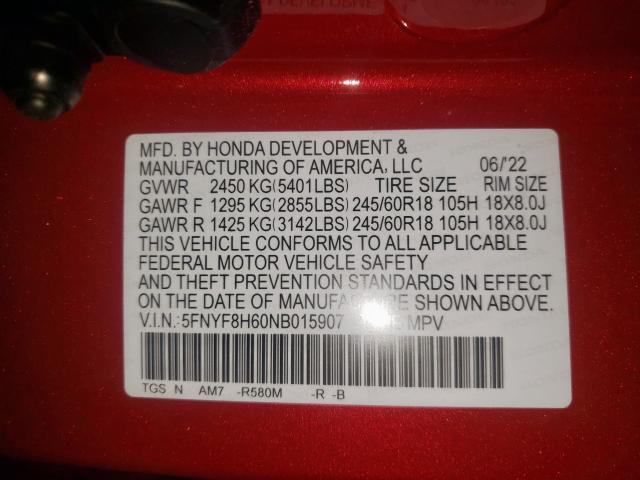 MFD. BY HONDA DEVELOPMENT &
MANUFACTURING OF AMERICA, LLC 06/'22
GVWR 2450 KG(5401LBS) TIRE SIZE RIM SIZE
GAWR F 1295 KG(2855LBS) 245/60R18 105H 18X8.0J
GAWR R 1425 KG(3142LBS) 245/60R18 105H 18X8.0J
THIS VEHICLE CONFORMS TO ALL APPLICABLE
FEDERAL MOTOR VEHICLE SAFETY
AND THEFT PREVENTION STANDARDS IN EFFECT
ON THE DATE OF MANUFACTURE SHOWN ABOVE.
V.I.N.:5FNYF8H60NB015907 MPV
TGS N AM7 -R580M -R -B